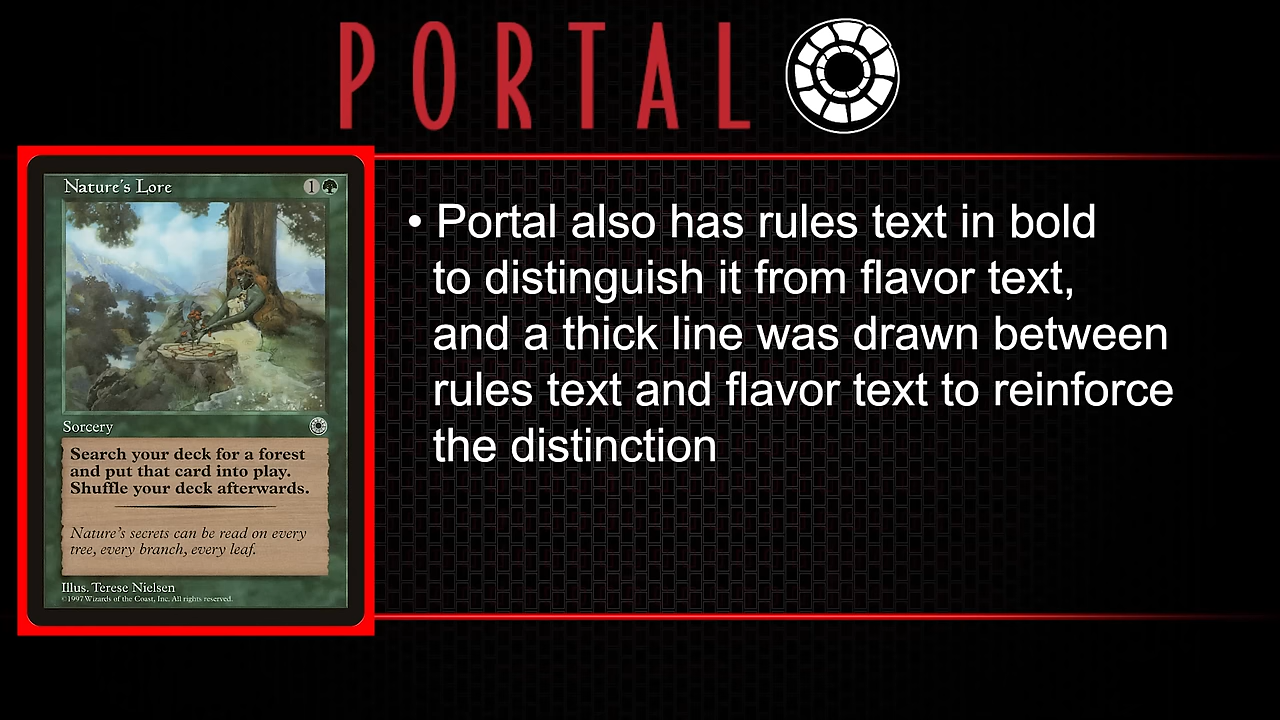 PORTAL
Nature's Lore
1
Sorcery
Search your deck for a forest
and put that card into play.
Shuffle your deck afterwards.
Nature's secrets can be read on every
tree, every branch, every leaf.
Illus. Terese Nielsen
©1997 Wizards of the Coast, Inc. All rights reserved.
• Portal also has rules text in bold
to distinguish it from flavor text,
and a thick line was drawn between
rules text and flavor text to reinforce
the distinction